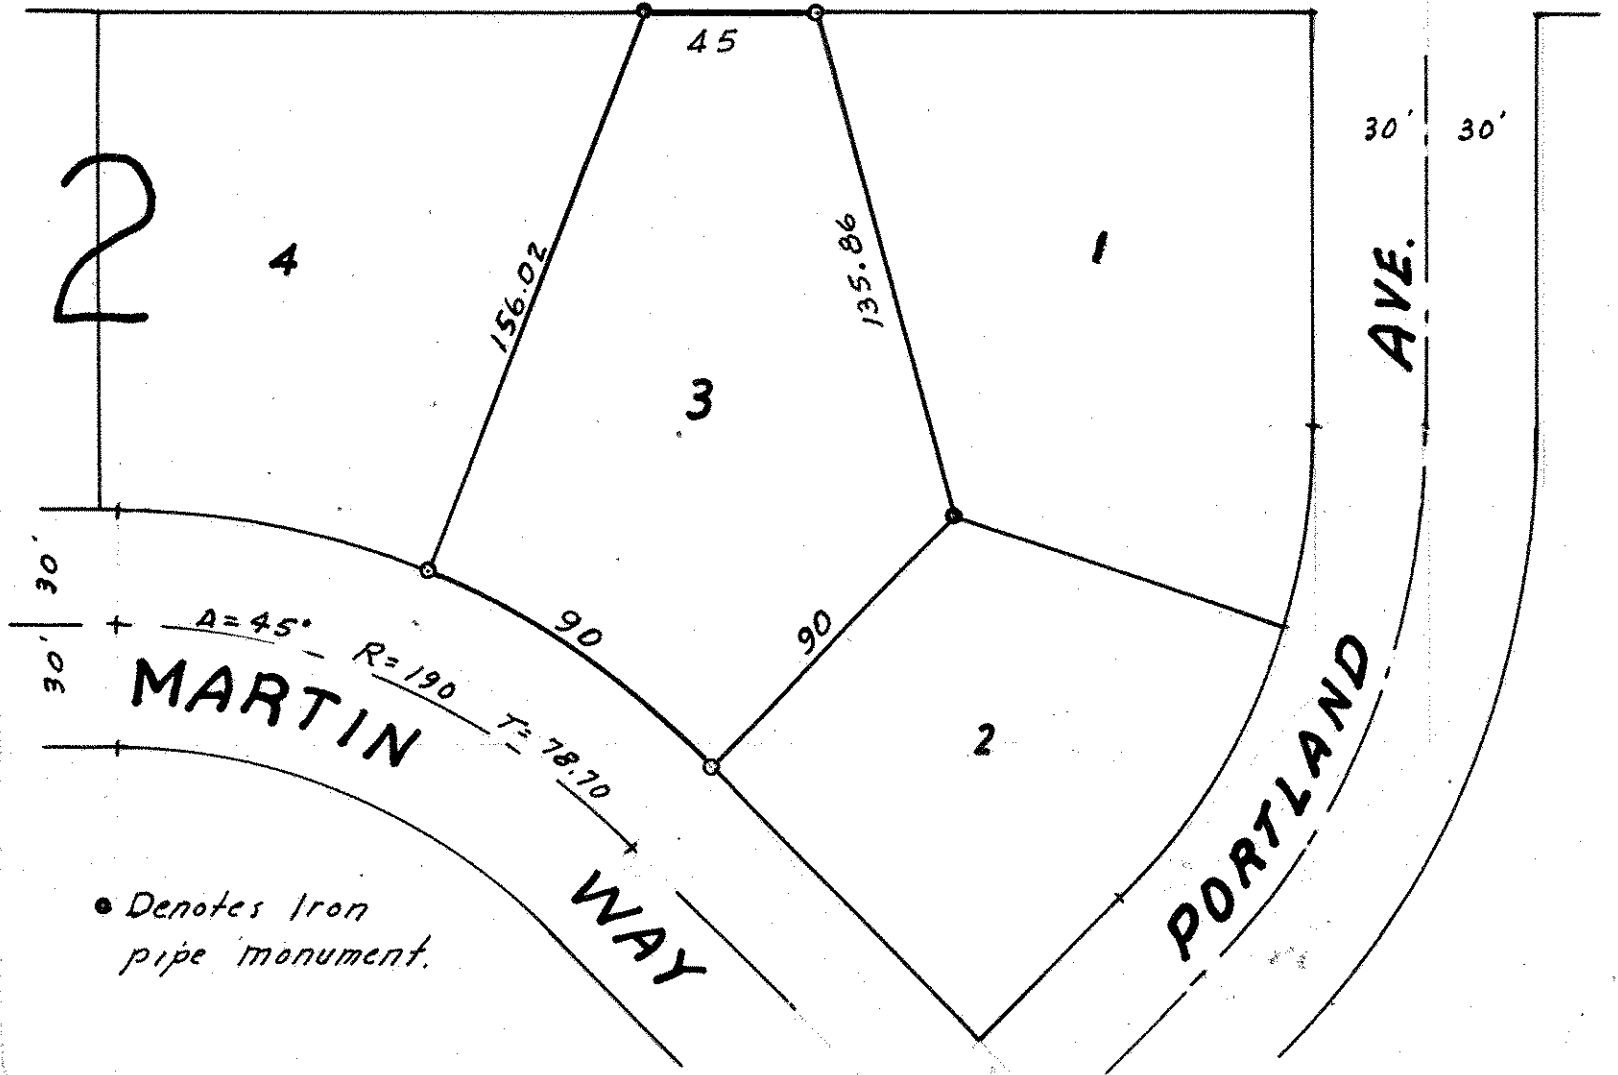 45
30' 30'
2
4
156.02
135.86
1
AVE.
3
30'
30'
Δ=45° R=190 T=78.70
90
90
MARTIN
WAY
2
PORTLAND
Denotes Iron
pipe monument.